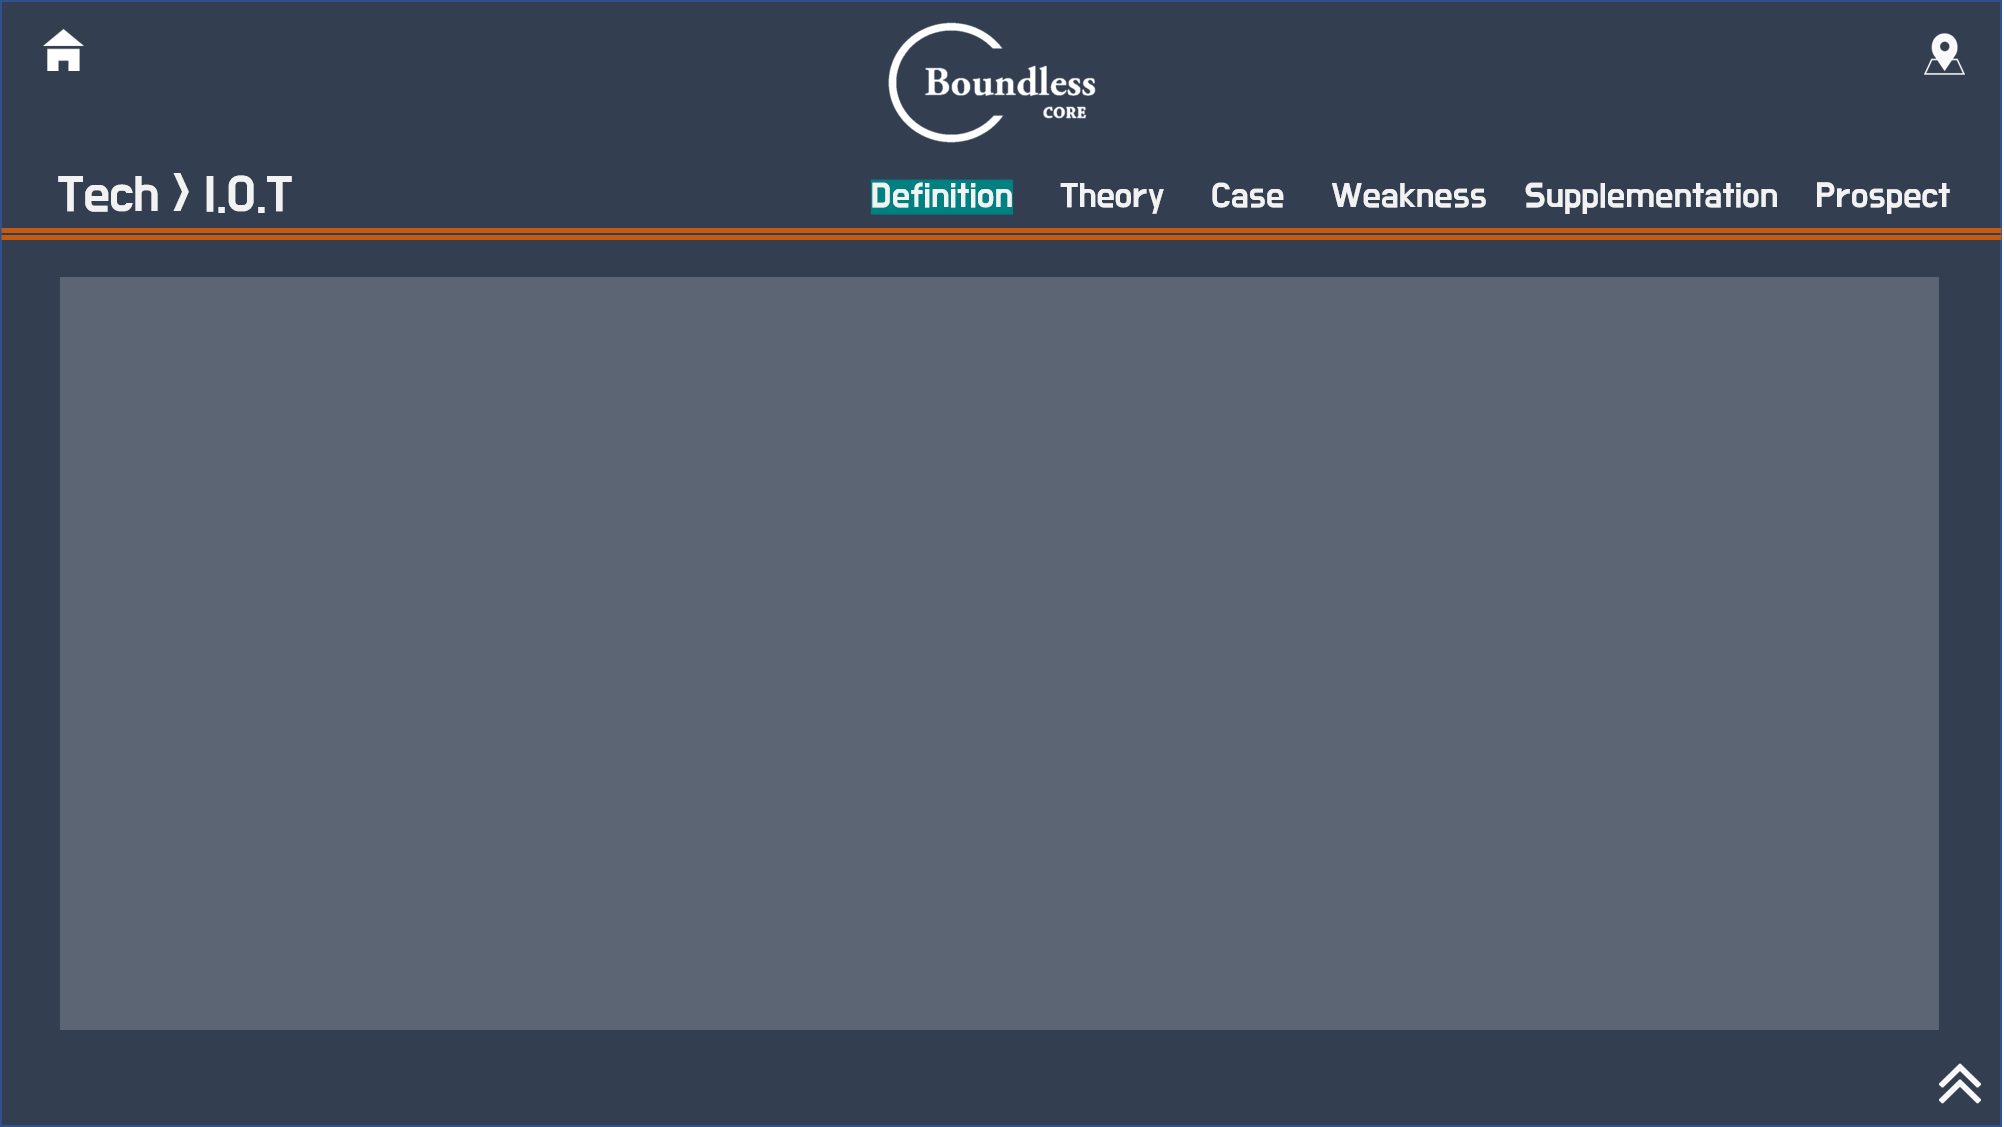 Boundless
CORE
Tech > I.O.T
Definition Theory Case Weakness Supplementation Prospect